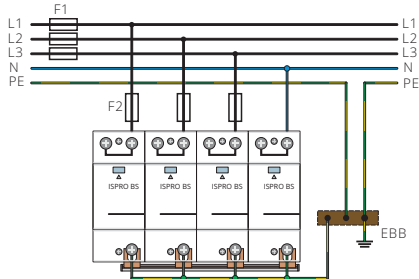 F1
L1 L1
L2 L2
L3 L3
N N
PE PE
F2
ISPRO BS ISPRO BS ISPRO BS ISPRO BS
EBB